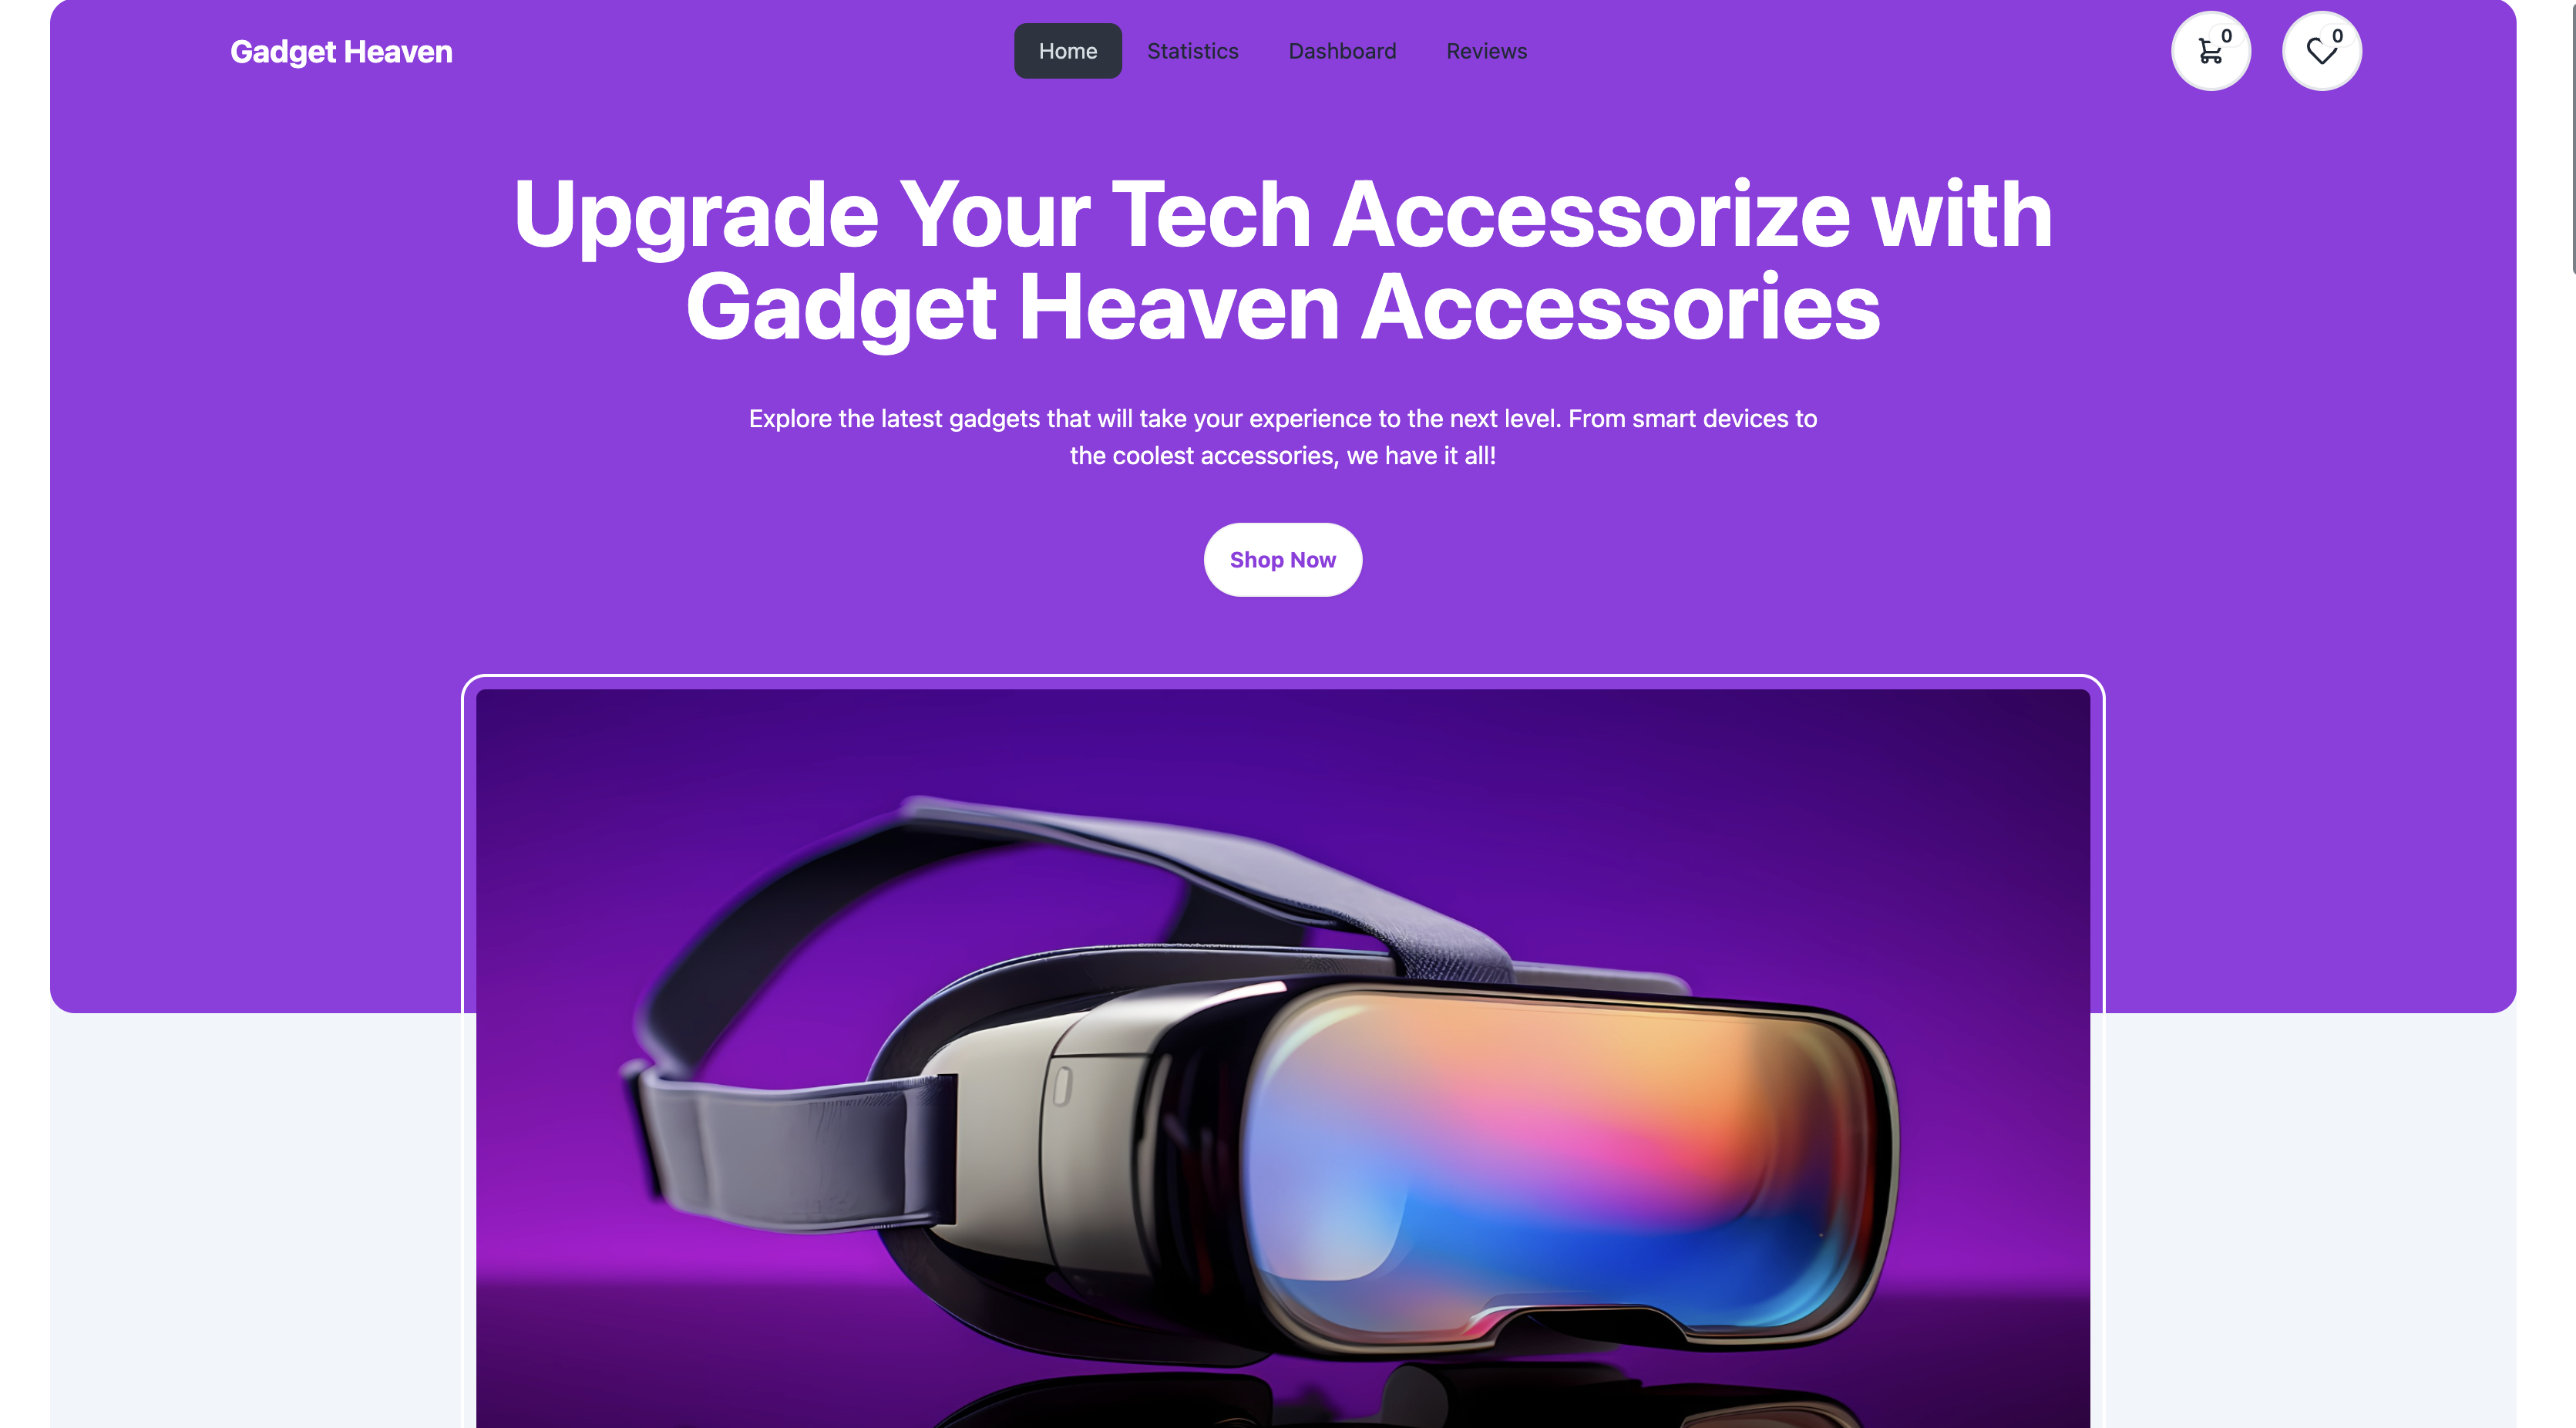 Gadget Heaven
Home
Statistics
Dashboard
Reviews
0
0
Upgrade Your Tech Accessorize with
Gadget Heaven Accessories
Explore the latest gadgets that will take your experience to the next level. From smart devices to
the coolest accessories, we have it all!
Shop Now